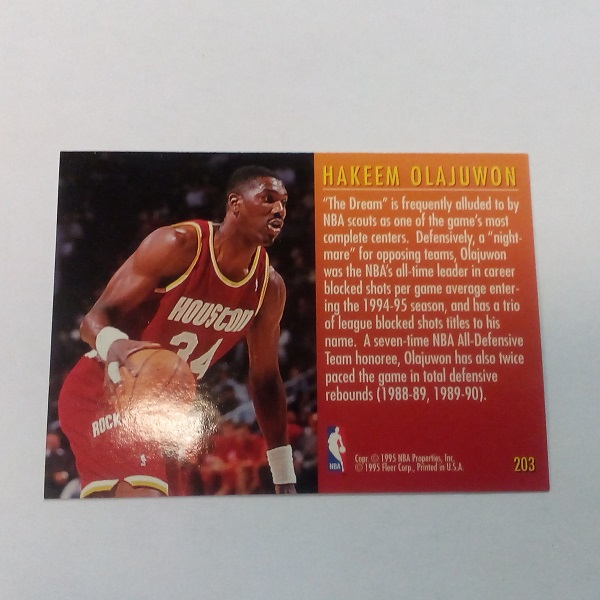 HAKEEM OLAJUWON
"The Dream" is frequently alluded to by
NBA scouts as one of the game's most
complete centers. Defensively, a "night-
mare" for opposing teams, Olajuwon
was the NBA's all-time leader in career
blocked shots per game average enter-
ing the 1994-95 season, and has a trio
of league blocked shots titles to his
name. A seven-time NBA All-Defensive
Team honoree, Olajuwon has also twice
paced the game in total defensive
rebounds (1988-89, 1989-90).
HOUSTON
34
ROCK
NBA
Copr. © 1995 NBA Properties, Inc.
© 1995 Fleer Corp., Printed in U.S.A.
203